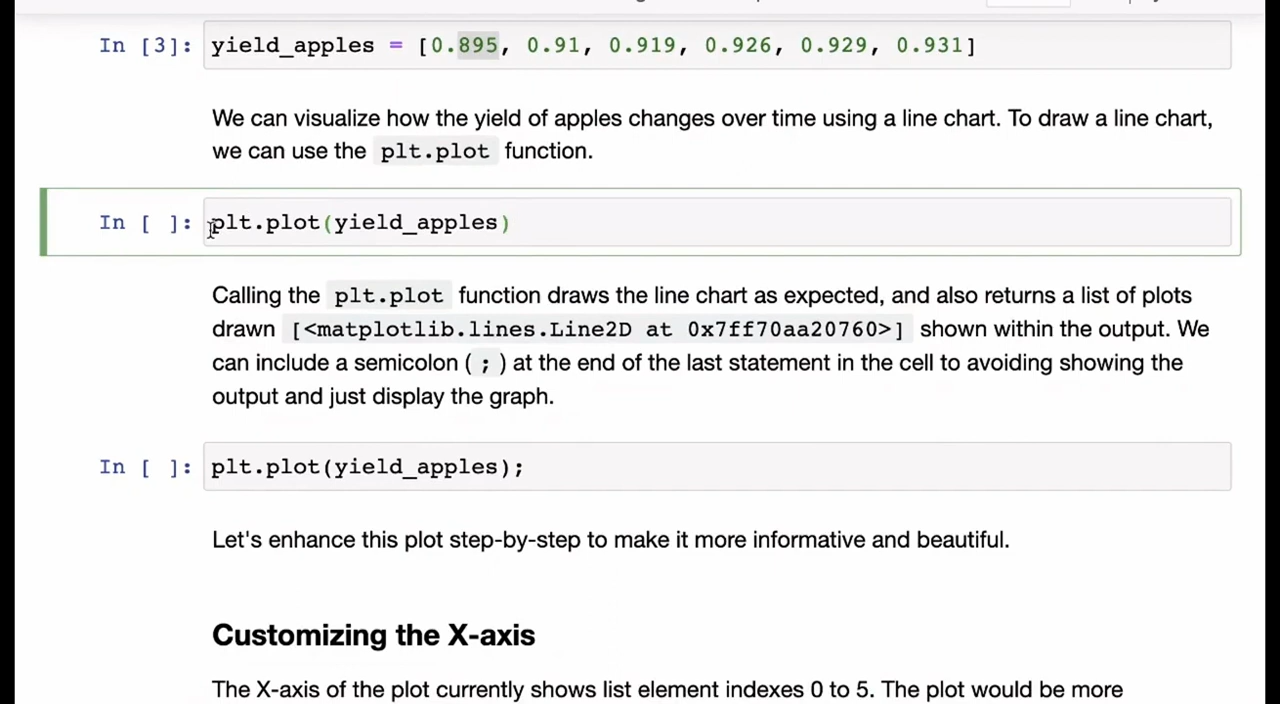 In [3]: yield_apples = [0.895, 0.91, 0.919, 0.926, 0.929, 0.931]
We can visualize how the yield of apples changes over time using a line chart. To draw a line chart,
we can use the plt.plot function.
In [ ]: plt.plot(yield_apples)
Calling the plt.plot function draws the line chart as expected, and also returns a list of plots
drawn [<matplotlib.lines.Line2D at 0x7ff70aa20760>] shown within the output. We
can include a semicolon ( ; ) at the end of the last statement in the cell to avoiding showing the
output and just display the graph.
In [ ]: plt.plot(yield_apples);
Let's enhance this plot step-by-step to make it more informative and beautiful.
Customizing the X-axis
The X-axis of the plot currently shows list element indexes 0 to 5. The plot would be more